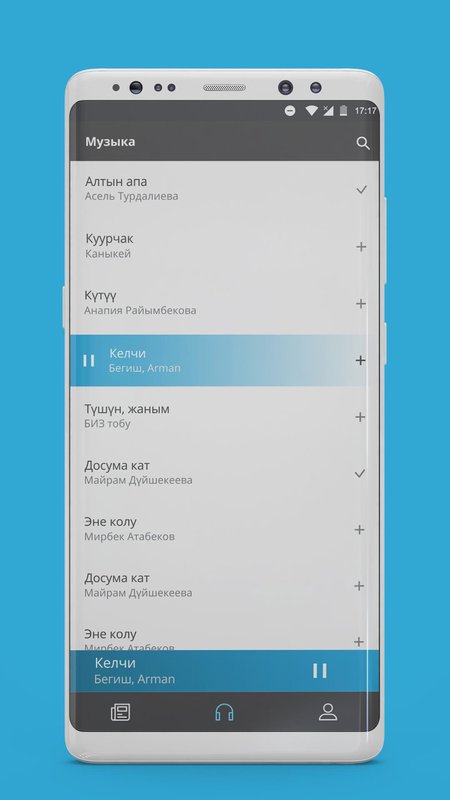 17:17
Музыка
Алтын апа
Асель Турдалиева
Куурчак
Каныкей
Күтүү
Анапия Райымбекова
Келчи
Бегиш, Arman
Түшүн, жаным
БИЗ тобу
Досума кат
Майрам Дүйшекеева
Эне колу
Мирбек Атабеков
Досума кат
Майрам Дүйшекеева
Эне колу
Мирбек Атабеков
Келчи
Бегиш, Arman